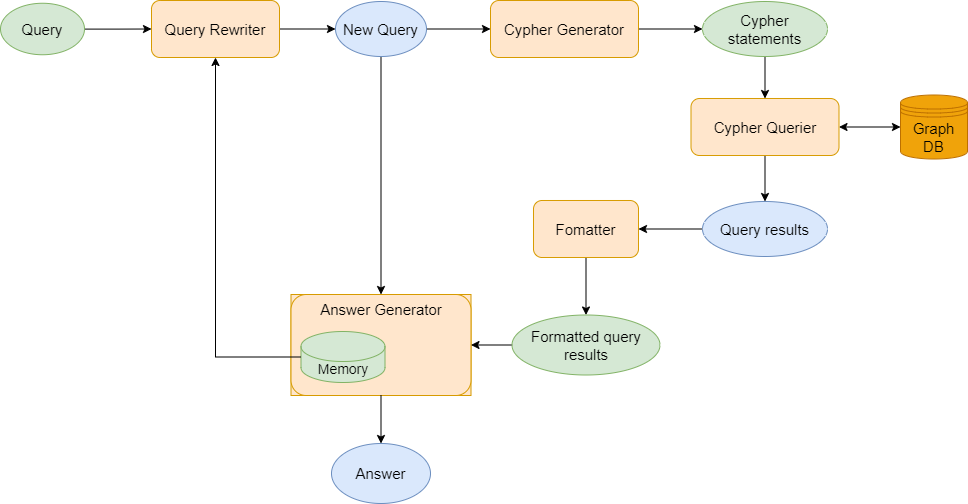 Query
Query Rewriter
New Query
Cypher Generator
Cypher
statements
Cypher Querier
Graph
DB
Fomatter
Query results
Answer Generator
Memory
Formatted query
results
Answer